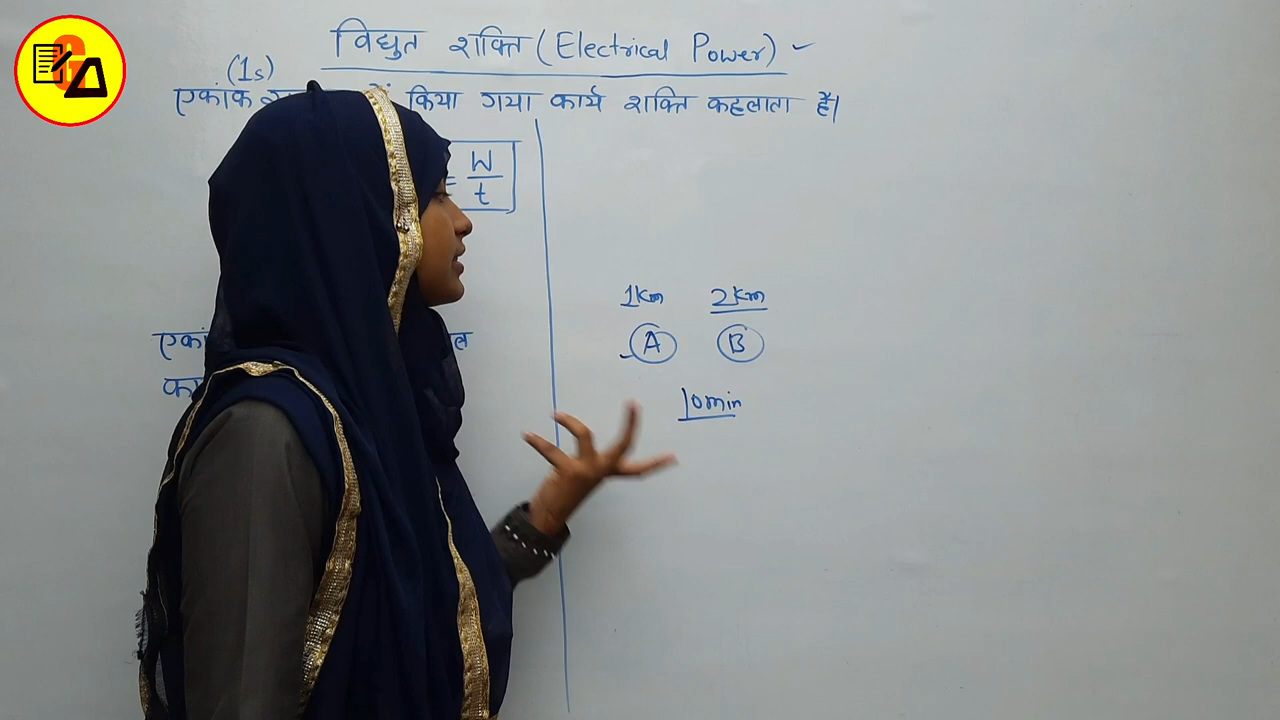 विद्युत शक्ति (Electrical Power)
(1s)
एकांक में किया गया कार्य शक्ति कहलाता है।
= W/t
1Km 2Km
A B
10min